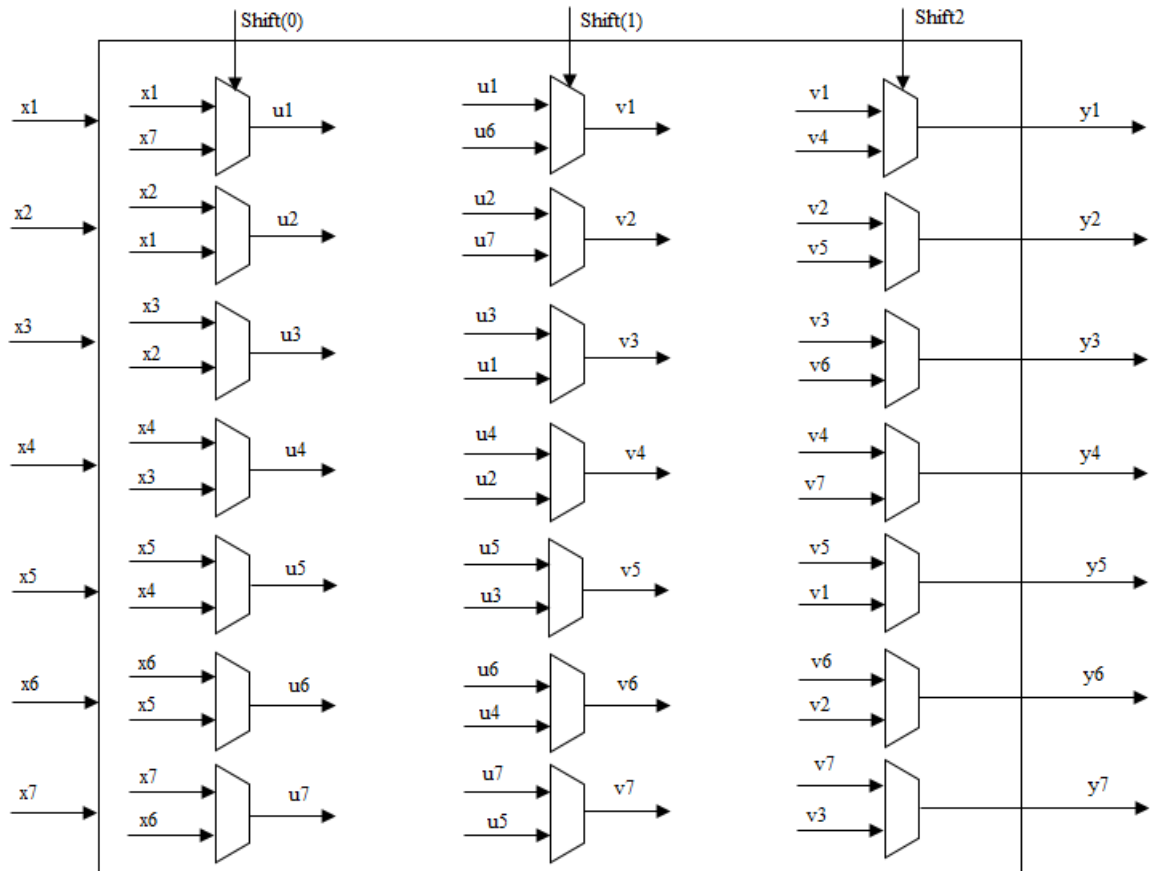 Shift(0) Shift(1) Shift2
x1 x1 u1 u1 v1 v1 y1
x7 u6 v4
x2 x2 u2 u2 v2 v2 y2
x1 u7 v5
x3 x3 u3 u3 v3 v3 y3
x2 u1 v6
x4 x4 u4 u4 v4 v4 y4
x3 u2 v7
x5 x5 u5 u5 v5 v5 y5
x4 u3 v1
x6 x6 u6 u6 v6 v6 y6
x5 u4 v2
x7 x7 u7 u7 v7 v7 y7
x6 u5 v3